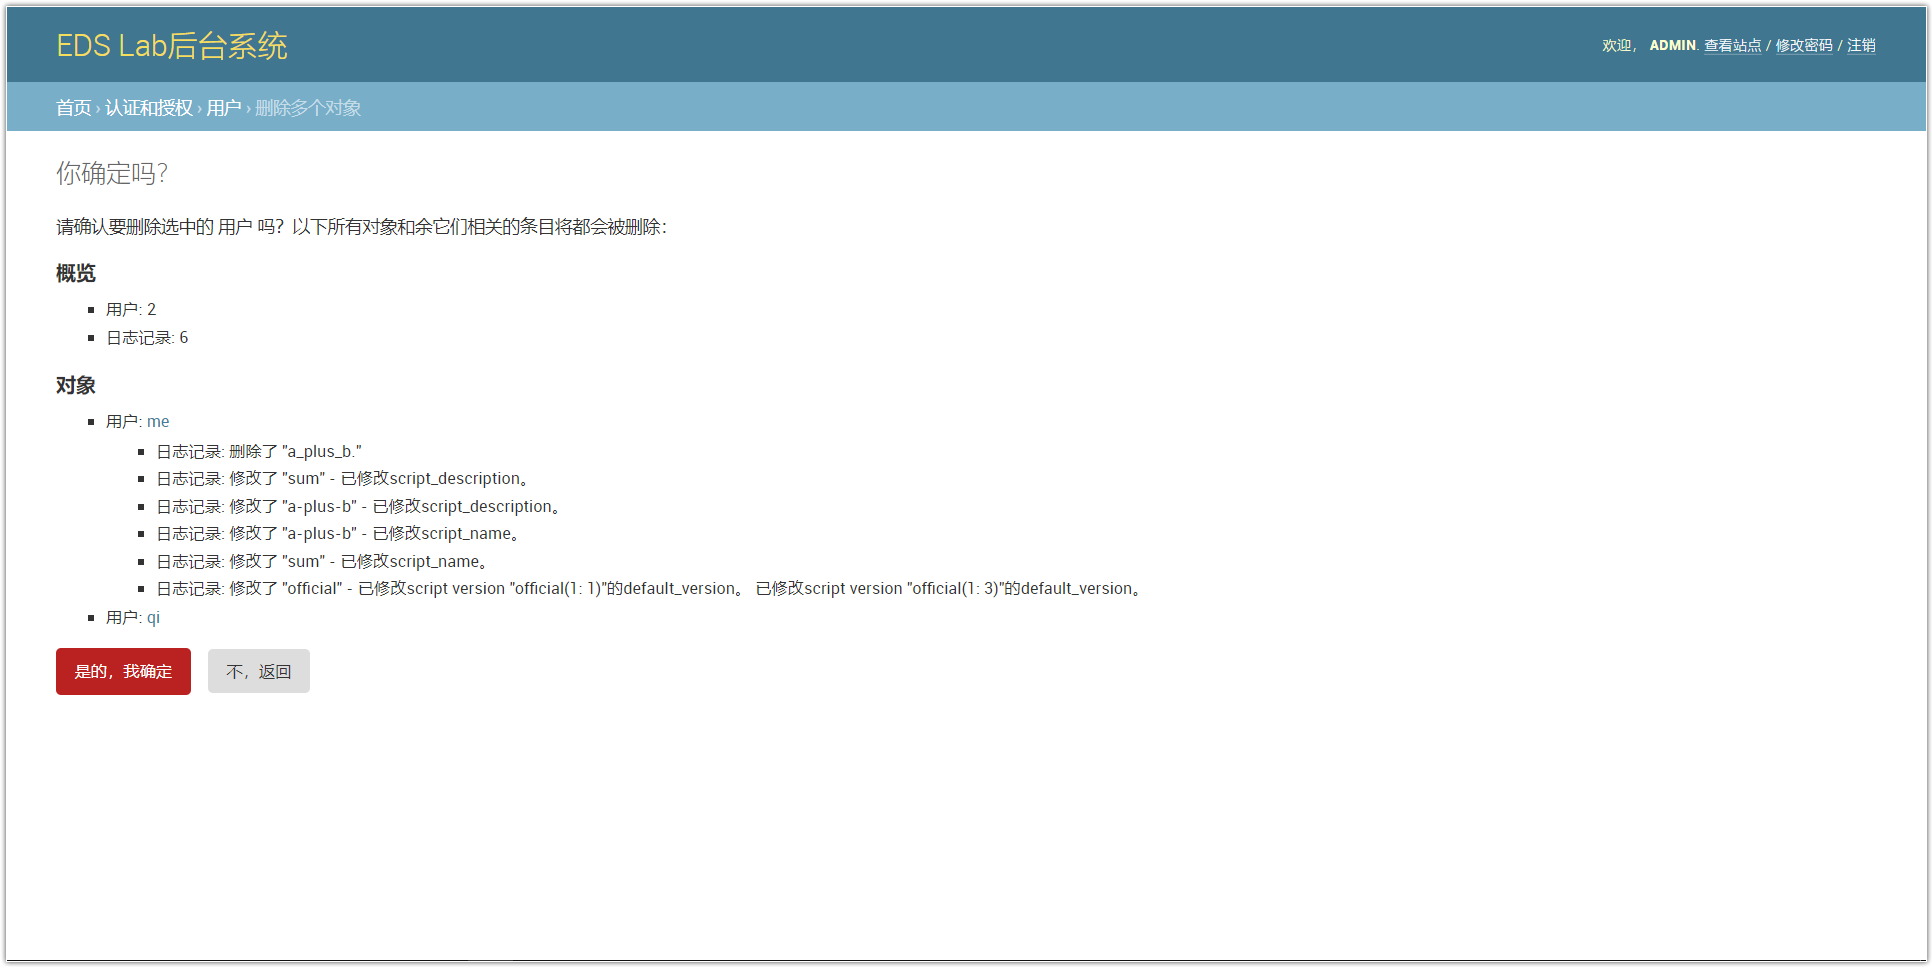 EDS Lab后台系统
欢迎， ADMIN. 查看站点 / 修改密码 / 注销
首页 › 认证和授权 › 用户 › 删除多个对象
你确定吗？
请确认要删除选中的 用户 吗？以下所有对象和余它们相关的条目将都会被删除：
概览
用户: 2
日志记录: 6
对象
用户: me
日志记录: 删除了 "a_plus_b."
日志记录: 修改了 "sum" - 已修改script_description。
日志记录: 修改了 "a-plus-b" - 已修改script_description。
日志记录: 修改了 "a-plus-b" - 已修改script_name。
日志记录: 修改了 "sum" - 已修改script_name。
日志记录: 修改了 "official" - 已修改script version "official(1: 1)"的default_version。 已修改script version "official(1: 3)"的default_version。
用户: qi
是的，我确定 不，返回